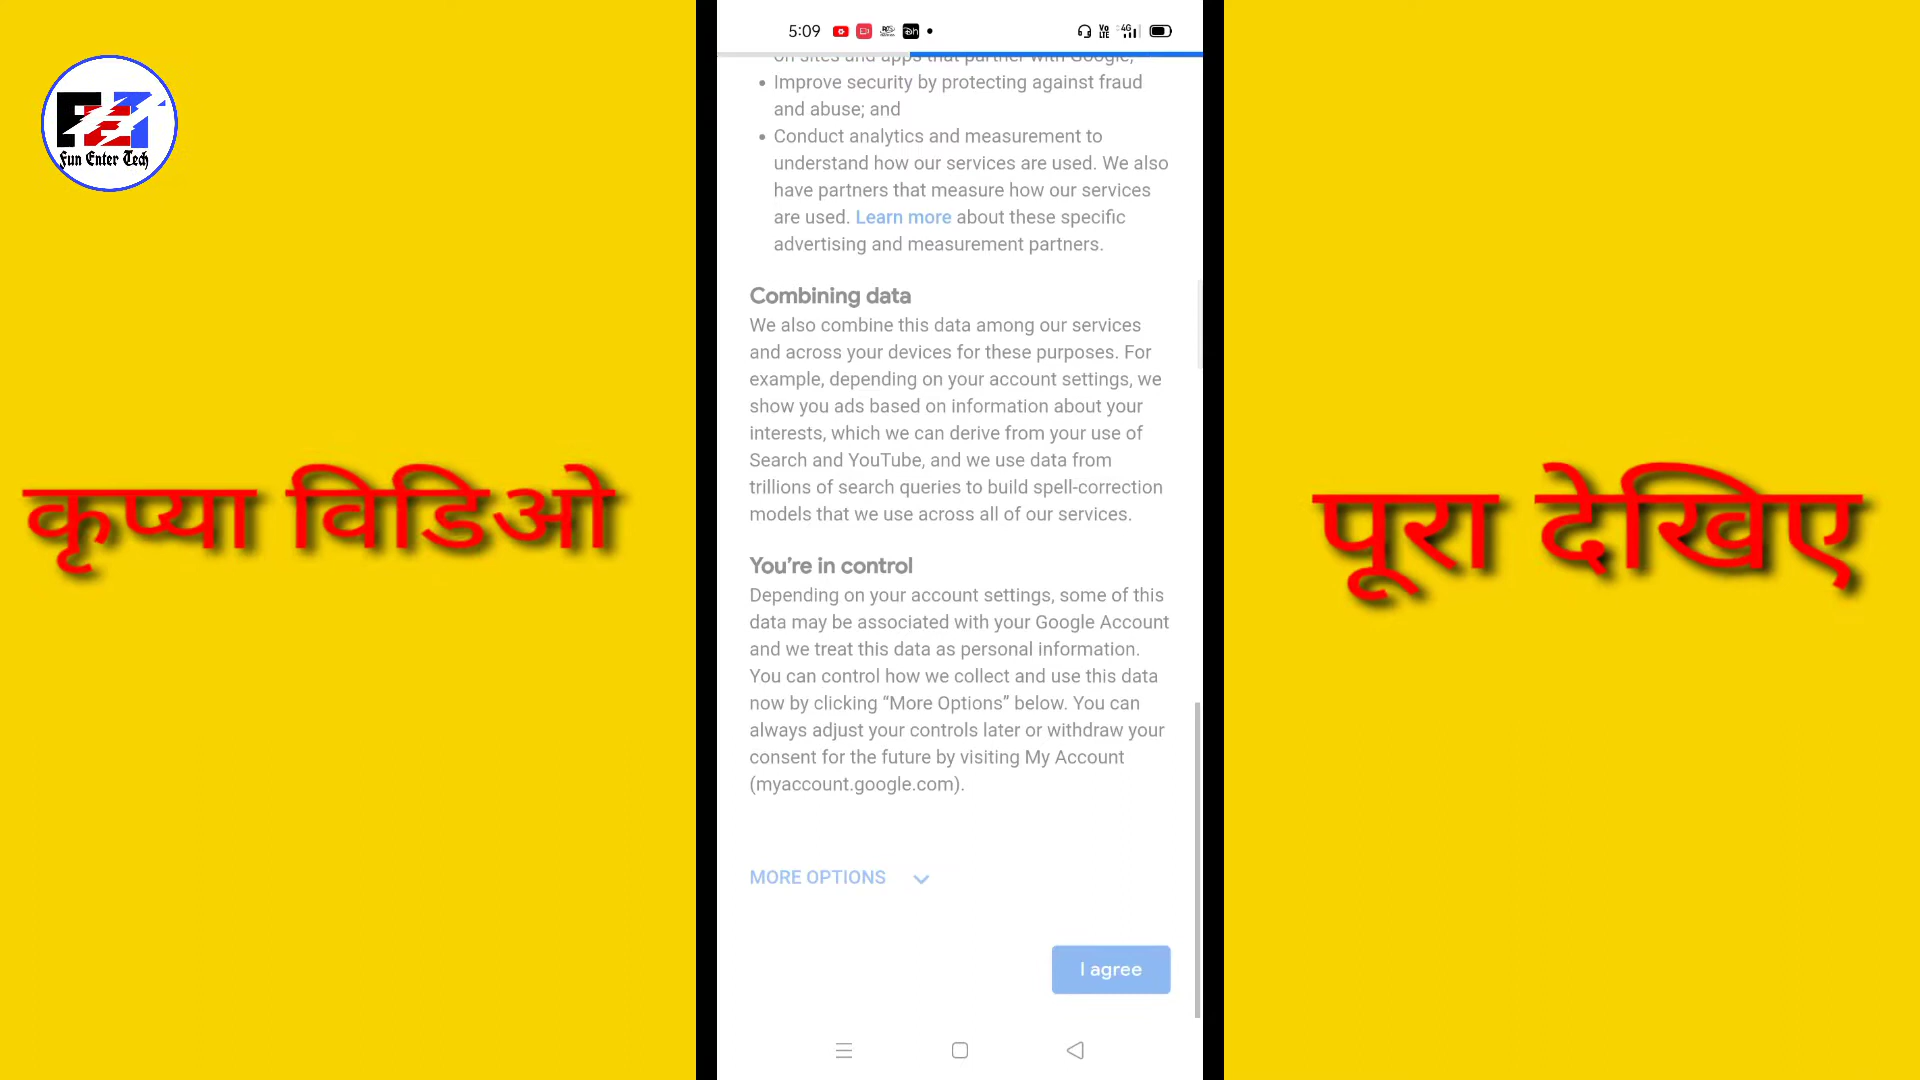 Fun Enter Tech
कृप्या विडिओ
पूरा देखिए
5:09
on sites and apps that partner with Google;
• Improve security by protecting against fraud
and abuse; and
• Conduct analytics and measurement to
understand how our services are used. We also
have partners that measure how our services
are used. Learn more about these specific
advertising and measurement partners.
Combining data
We also combine this data among our services
and across your devices for these purposes. For
example, depending on your account settings, we
show you ads based on information about your
interests, which we can derive from your use of
Search and YouTube, and we use data from
trillions of search queries to build spell-correction
models that we use across all of our services.
You’re in control
Depending on your account settings, some of this
data may be associated with your Google Account
and we treat this data as personal information.
You can control how we collect and use this data
now by clicking “More Options” below. You can
always adjust your controls later or withdraw your
consent for the future by visiting My Account
(myaccount.google.com).
MORE OPTIONS
I agree